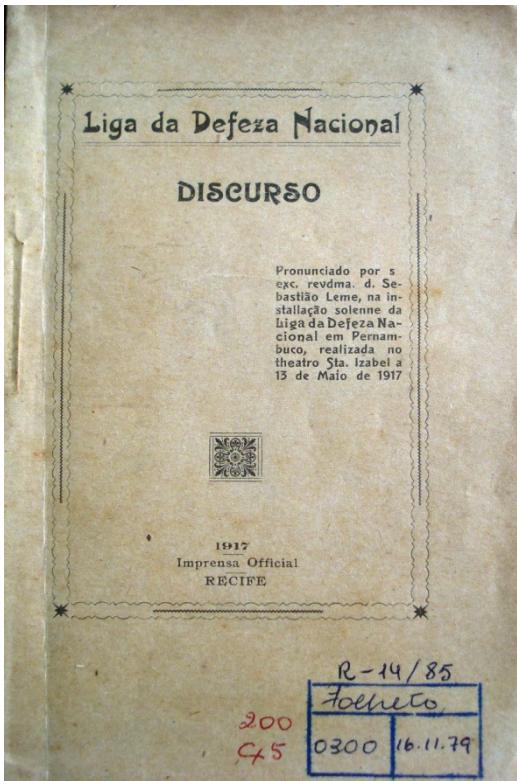 Liga da Defeza Nacional
DISCURSO
Pronunciado por s
exc. revdma. d. Se-
bastião Leme, na in-
stallação solenne da
Liga da Defeza Na-
cional em Pernam-
buco, realizada no
theatro Sta. Izabel a
13 de Maio de 1917
1917
Imprensa Official
RECIFE
R-14/85
Folheto
200
0300
16.11.79